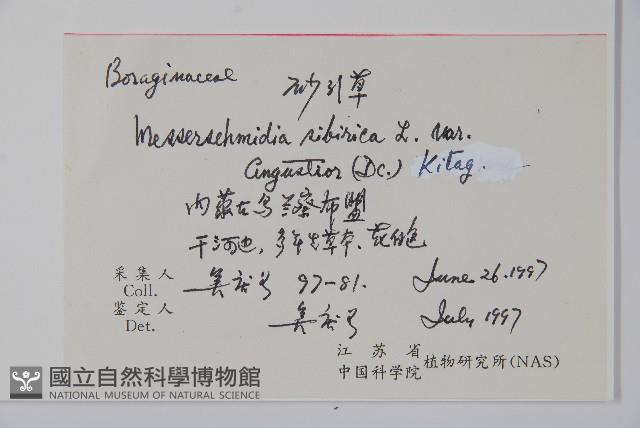 Boraginaceae 砂引草
Messerschmidia sibirica L. var.
angustior (DC.) Kitag.
内蒙古乌兰察布盟
干河边,多年生草本,花白色
采集人
Coll. 97-81. June 26. 1997
鉴定人
Det. July 1997
江苏省
中国科学院 植物研究所(NAS)
國立自然科學博物館
NATIONAL MUSEUM OF NATURAL SCIENCE